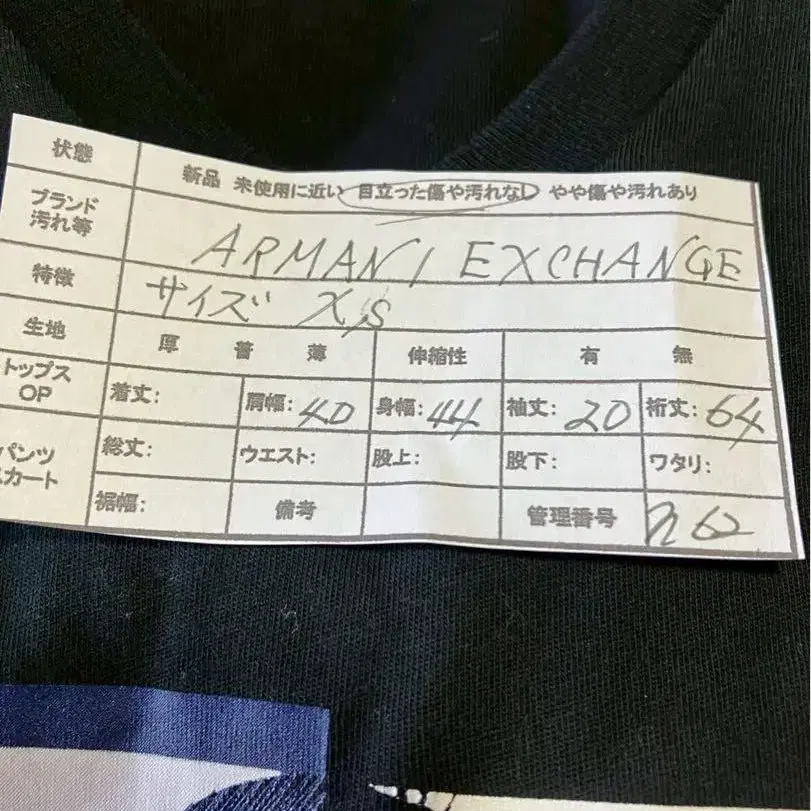 状態 新品 未使用に近い 目立った傷や汚れなし やや傷や汚れあり
ブランド
汚れ等
ARMANI EXCHANGE
特徴 サイズ XS
生地 厚 普 薄 伸縮性 有 無
トップス
OP
着丈: 肩幅: 40 身幅: 44 袖丈: 20 裄丈: 64
パンツ
スカート
総丈: ウエスト: 股上: 股下: ワタリ:
裾幅: 備考 管理番号